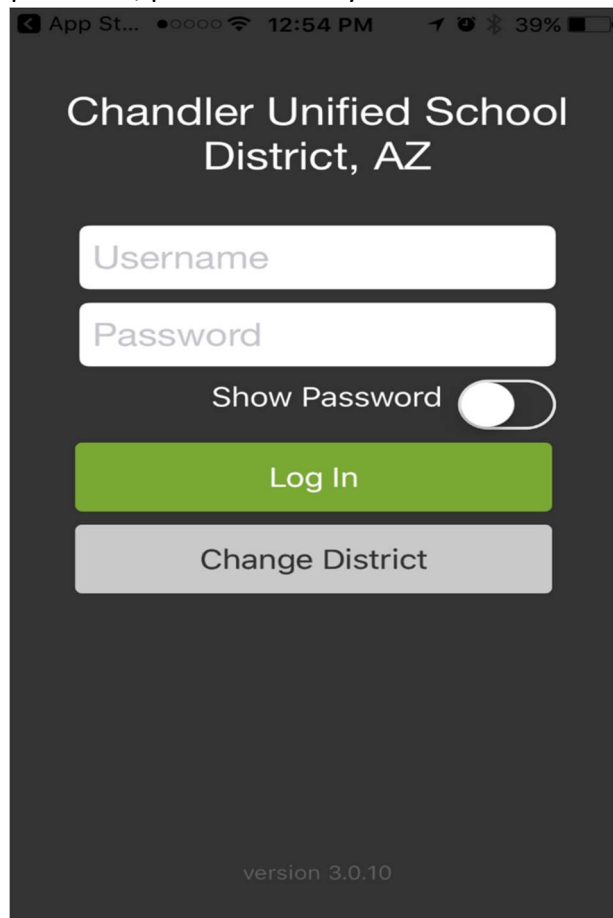 App St... 12:54 PM 39%
Chandler Unified School
District, AZ
Username
Password
Show Password
Log In
Change District
version 3.0.10